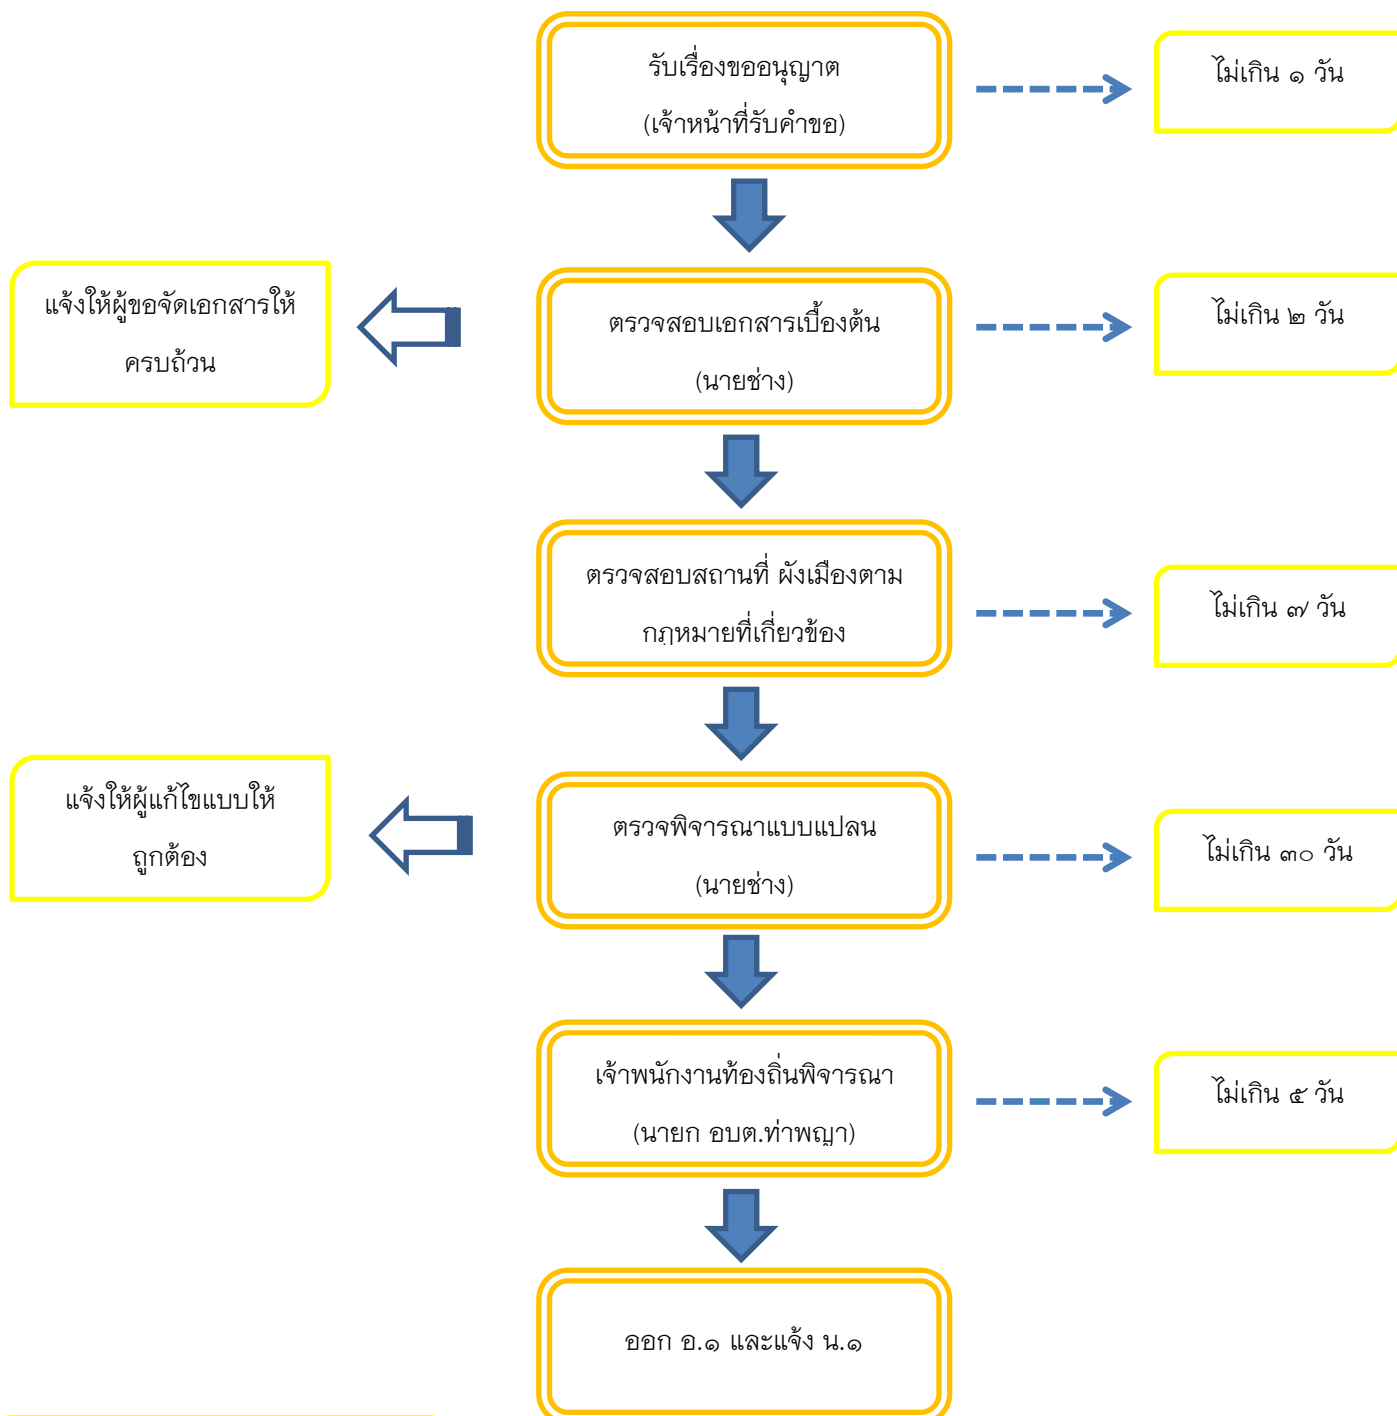 รับเรื่องขออนุญาต
(เจ้าหน้าที่รับคำขอ)
ไม่เกิน ๑ วัน
แจ้งให้ผู้ขอจัดเอกสารให้
ครบถ้วน
ตรวจสอบเอกสารเบื้องต้น
(นายช่าง)
ไม่เกิน ๒ วัน
ตรวจสอบสถานที่ ผังเมืองตาม
กฎหมายที่เกี่ยวข้อง
ไม่เกิน ๗ วัน
แจ้งให้ผู้แก้ไขแบบให้
ถูกต้อง
ตรวจพิจารณาแบบแปลน
(นายช่าง)
ไม่เกิน ๓๐ วัน
เจ้าพนักงานท้องถิ่นพิจารณา
(นายก อบต.ท่าพญา)
ไม่เกิน ๕ วัน
ออก อ.๑ และแจ้ง น.๑